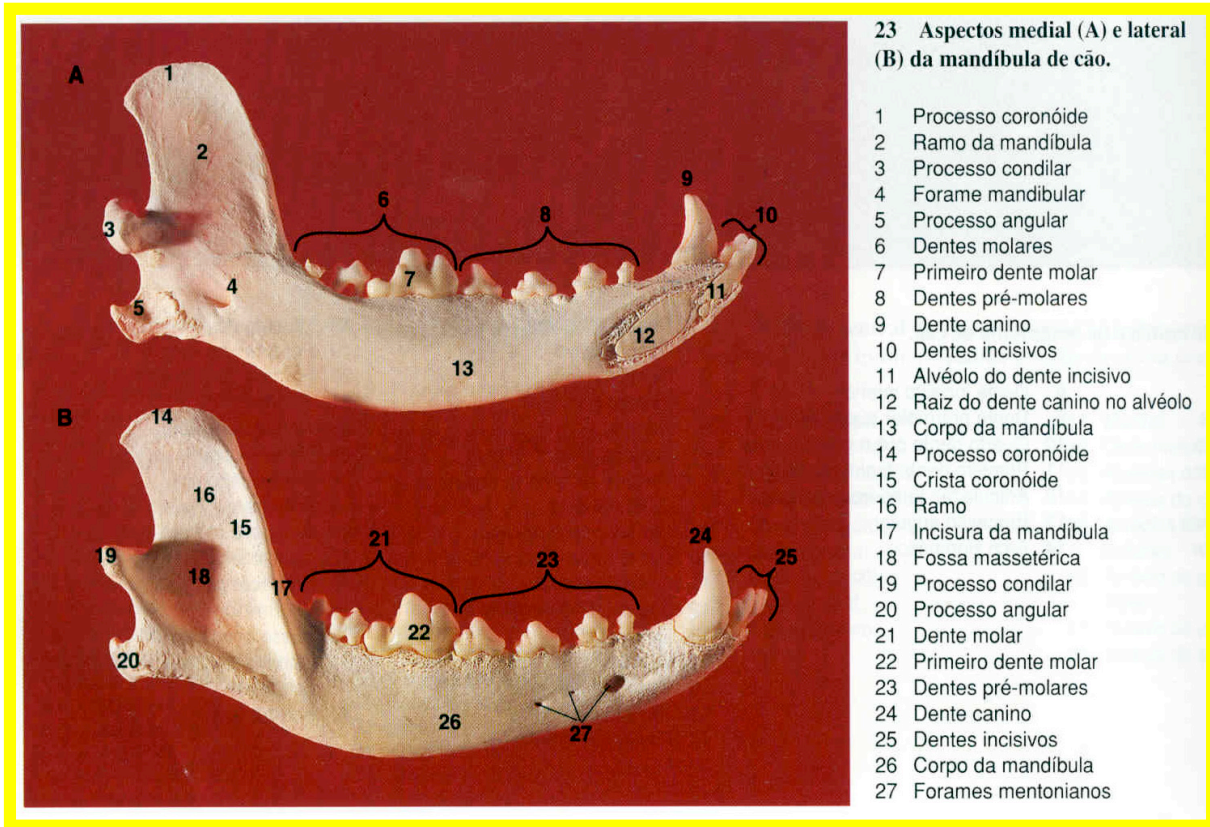 23 Aspectos medial (A) e lateral
(B) da mandíbula de cão.
1 Processo coronóide
2 Ramo da mandíbula
3 Processo condilar
4 Forame mandibular
5 Processo angular
6 Dentes molares
7 Primeiro dente molar
8 Dentes pré-molares
9 Dente canino
10 Dentes incisivos
11 Alvéolo do dente incisivo
12 Raiz do dente canino no alvéolo
13 Corpo da mandíbula
14 Processo coronóide
15 Crista coronóide
16 Ramo
17 Incisura da mandíbula
18 Fossa massetérica
19 Processo condilar
20 Processo angular
21 Dente molar
22 Primeiro dente molar
23 Dentes pré-molares
24 Dente canino
25 Dentes incisivos
26 Corpo da mandíbula
27 Forames mentonianos
A
1
2
3
4
5
6
7
8
9
10
11
12
13
B
14
15
16
17
18
19
20
21
22
23
24
25
26
27